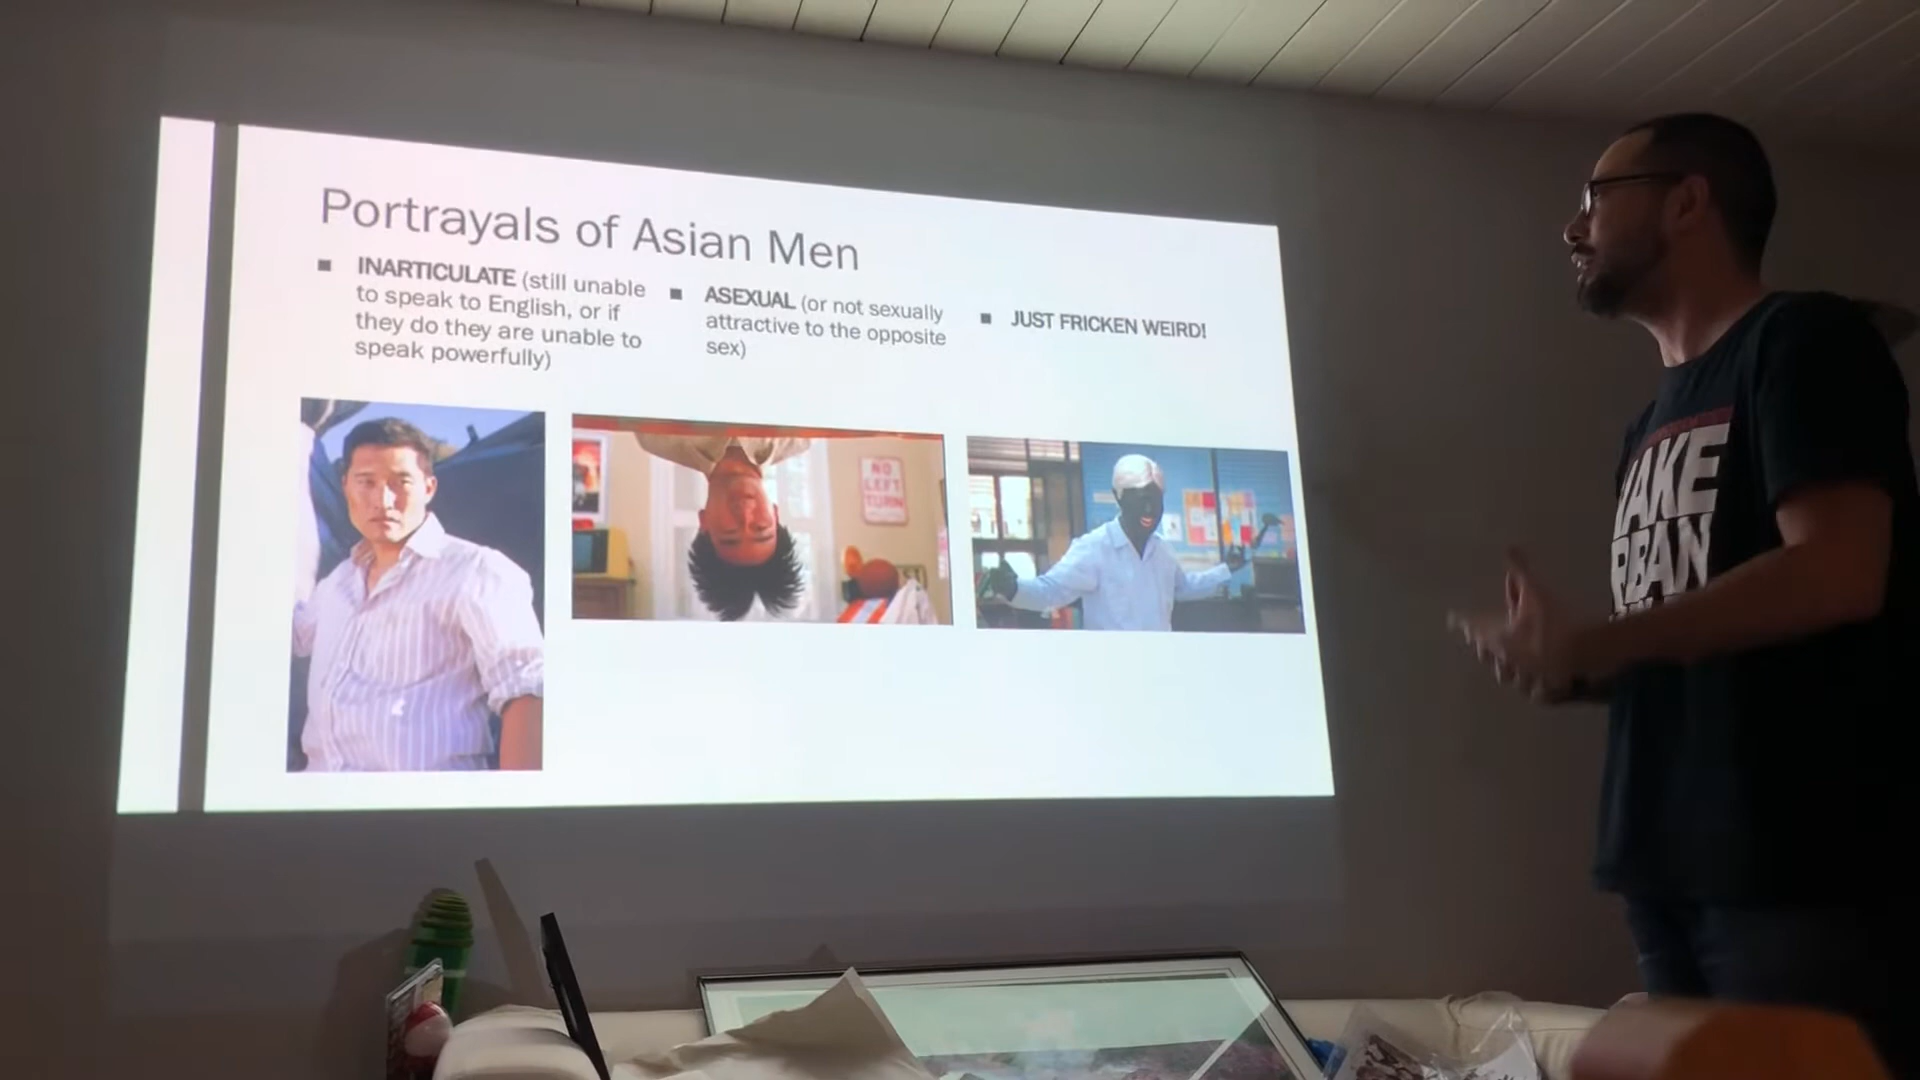 Portrayals of Asian Men
■ INARTICULATE (still unable
to speak to English, or if
they do they are unable to
speak powerfully)
■ ASEXUAL (or not sexually
attractive to the opposite
sex)
■ JUST FRICKEN WEIRD!
NO
LEFT
TURN